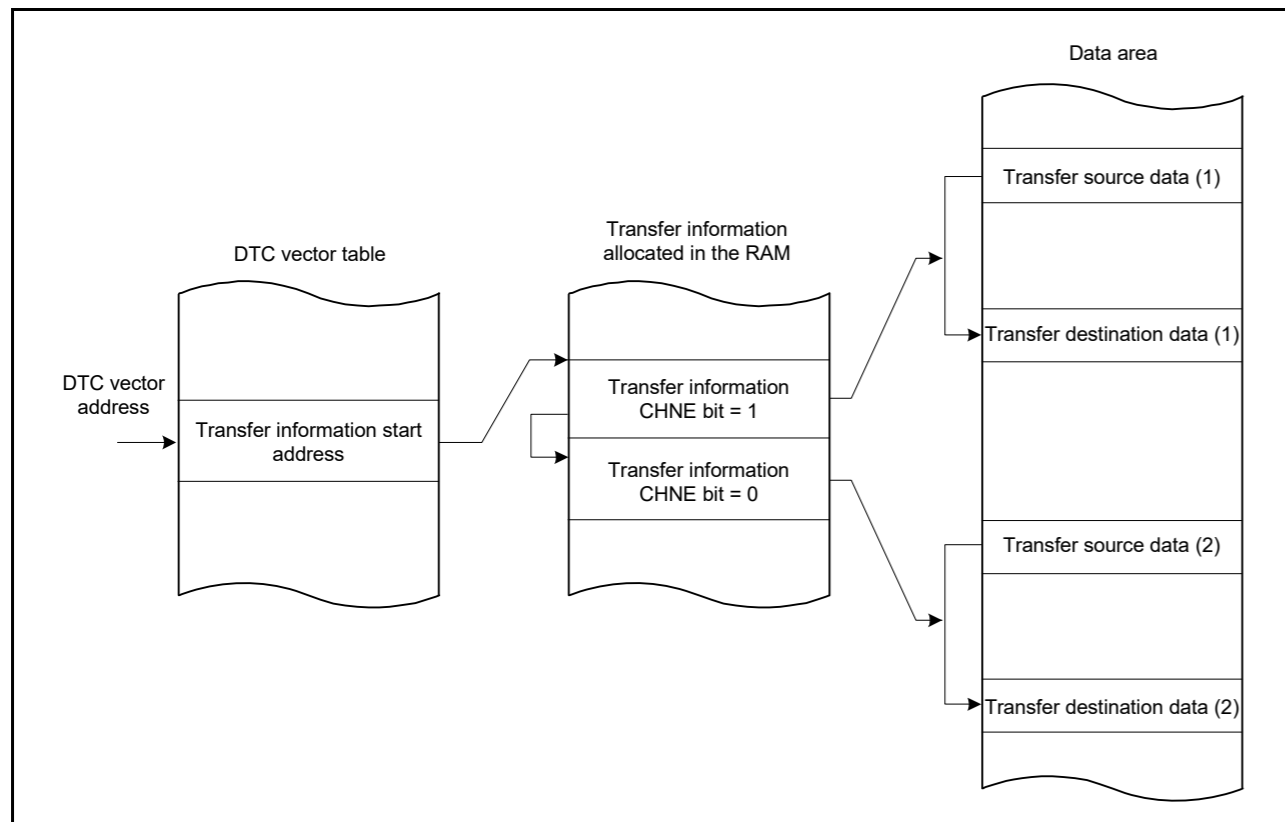 Data area
Transfer source data (1)
Transfer information
allocated in the RAM
DTC vector table
Transfer destination data (1)
DTC vector
address
Transfer information
CHNE bit = 1
Transfer information start
address
Transfer information
CHNE bit = 0
Transfer source data (2)
Transfer destination data (2)